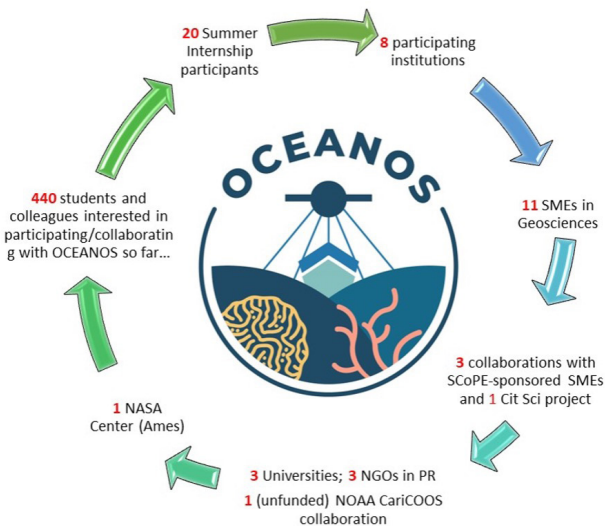 20 Summer
Internship
participants
8 participating
institutions
11 SMEs in
Geosciences
3 collaborations with
SCoPE-sponsored SMEs
and 1 Cit Sci project
3 Universities; 3 NGOs in PR
1 (unfunded) NOAA CariCOOS
collaboration
1 NASA
Center (Ames)
440 students and
colleagues interested in
participating/collaboratin
g with OCEANOS so far...
OCEANOS